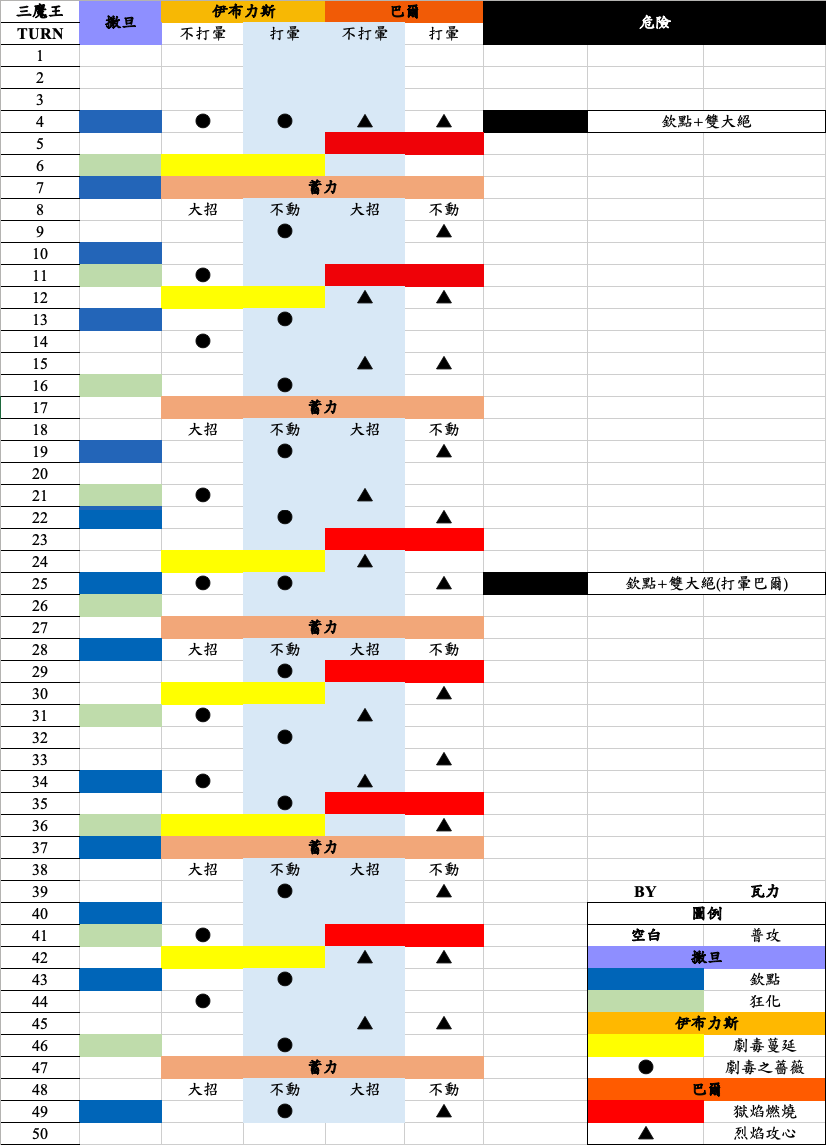 三魔王 撒旦 伊布力斯 巴爾 危險
TURN 不打暈 打暈 不打暈 打暈
1
2
3
4 ● ● ▲ ▲ 欽點+雙大絕
5
6
7 蓄力
8 大招 不動 大招 不動
9 ● ▲
10
11 ●
12 ▲ ▲
13 ●
14 ●
15 ▲ ▲
16 ●
17 蓄力
18 大招 不動 大招 不動
19 ● ▲
20
21 ● ▲
22 ● ▲
23
24 ▲
25 ● ● ▲ 欽點+雙大絕(打暈巴爾)
26
27 蓄力
28 大招 不動 大招 不動
29 ●
30 ▲
31 ● ▲
32 ●
33 ▲
34 ● ▲
35 ●
36 ▲
37 蓄力
38 大招 不動 大招 不動
39 ● ▲ BY 瓦力
40 圖例
41 ● 空白 普攻
42 ▲ ▲ 撒旦
43 ● 欽點
44 ● 狂化
45 ▲ ▲ 伊布力斯
46 ● 劇毒蔓延
47 蓄力 ● 劇毒之薔薇
48 大招 不動 大招 不動 巴爾
49 ● ▲ 獄焰燃燒
50 ▲ 烈焰攻心